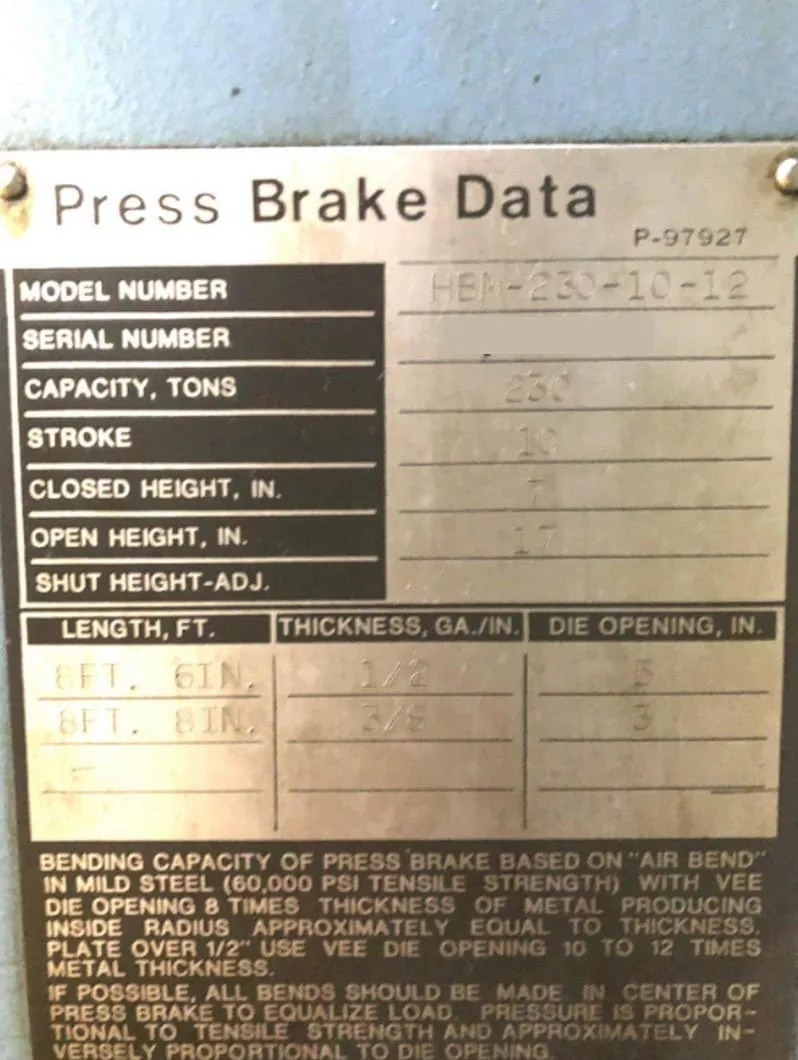 Press Brake Data
P-97927
MODEL NUMBER HBM-230-10-12
SERIAL NUMBER
CAPACITY, TONS 230
STROKE 10
CLOSED HEIGHT, IN. 7
OPEN HEIGHT, IN. 17
SHUT HEIGHT-ADJ.
LENGTH, FT. THICKNESS, GA./IN. DIE OPENING, IN.
8FT. 6IN. 1/2 5
8FT. 8IN. 3/8 3
BENDING CAPACITY OF PRESS BRAKE BASED ON "AIR BEND"
IN MILD STEEL (60,000 PSI TENSILE STRENGTH) WITH VEE
DIE OPENING 8 TIMES THICKNESS OF METAL PRODUCING
INSIDE RADIUS APPROXIMATELY EQUAL TO THICKNESS.
PLATE OVER 1/2" USE VEE DIE OPENING 10 TO 12 TIMES
METAL THICKNESS.
IF POSSIBLE, ALL BENDS SHOULD BE MADE IN CENTER OF
PRESS BRAKE TO EQUALIZE LOAD. PRESSURE IS PROPOR-
TIONAL TO TENSILE STRENGTH AND APPROXIMATELY IN-
VERSELY PROPORTIONAL TO DIE OPENING